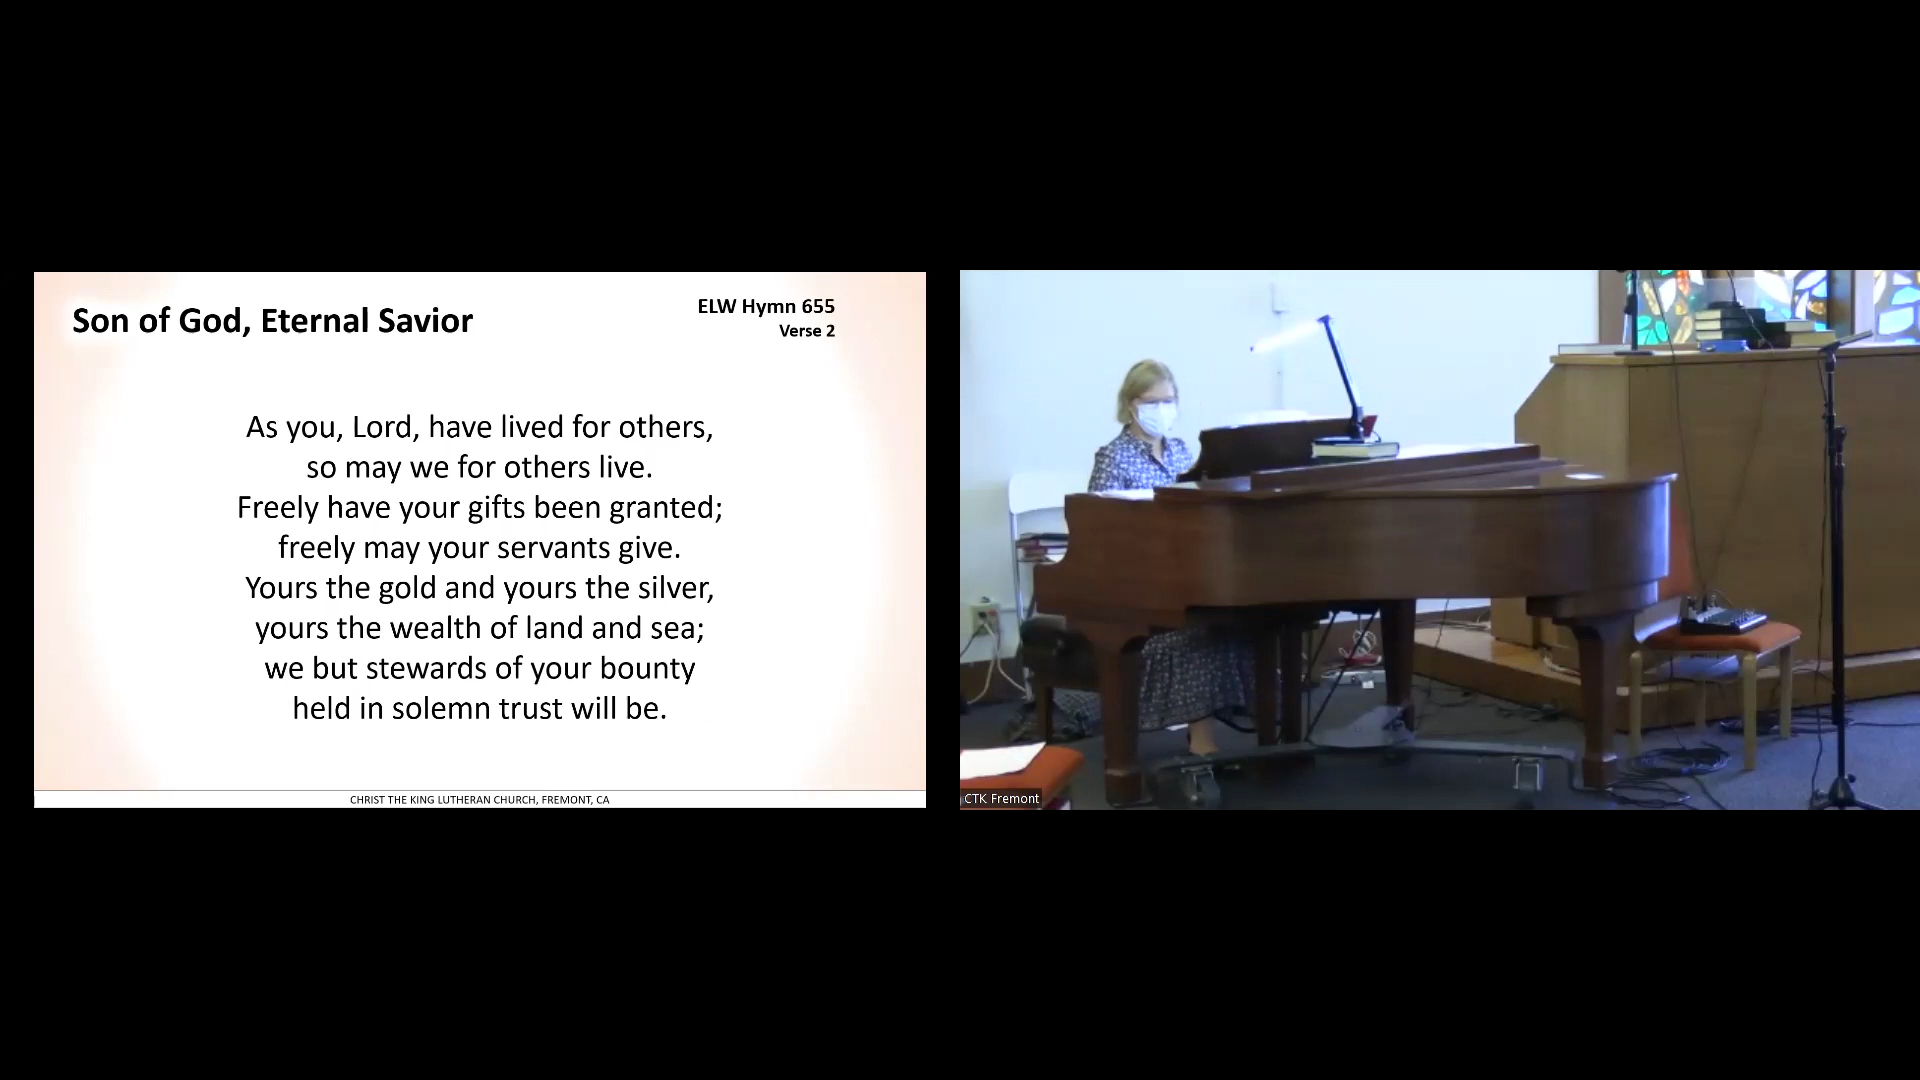 Son of God, Eternal Savior
ELW Hymn 655
Verse 2
As you, Lord, have lived for others,
so may we for others live.
Freely have your gifts been granted;
freely may your servants give.
Yours the gold and yours the silver,
yours the wealth of land and sea;
we but stewards of your bounty
held in solemn trust will be.
CHRIST THE KING LUTHERAN CHURCH, FREMONT, CA
CTK Fremont